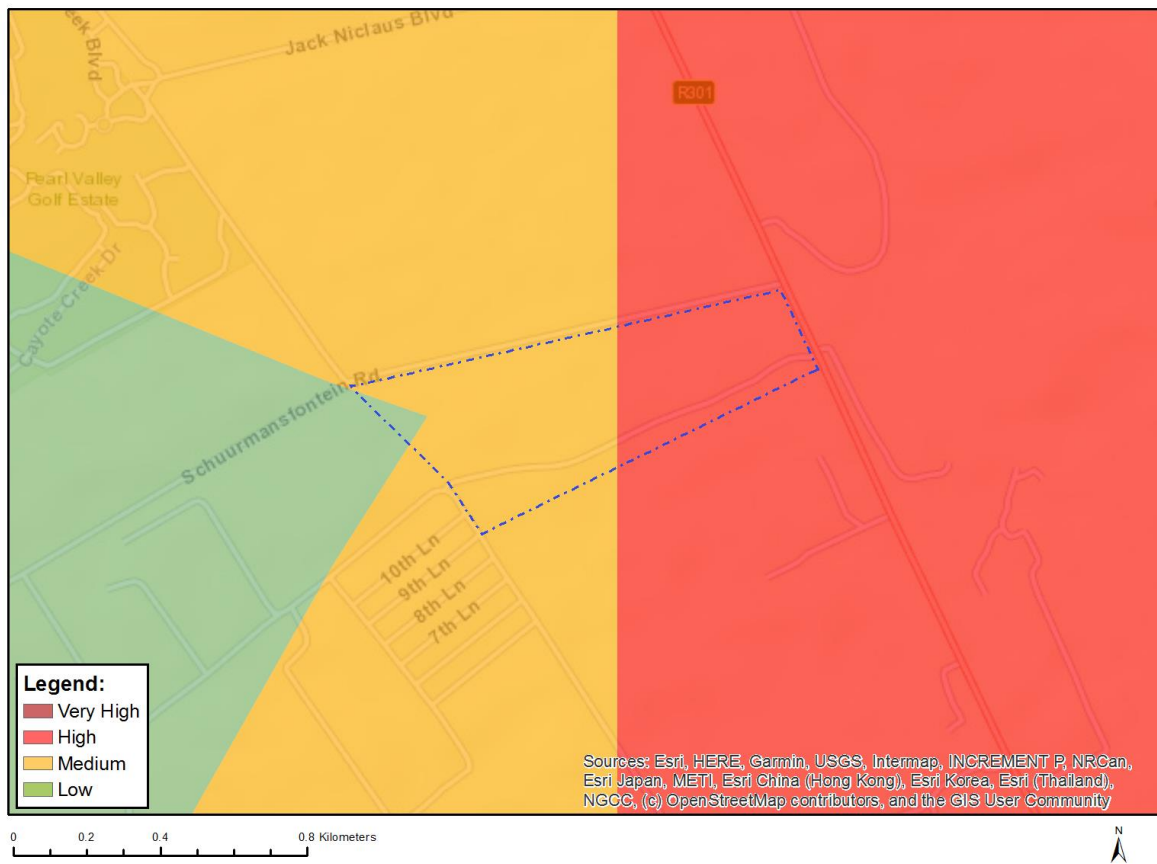 eek Blvd
Jack Niclaus Blvd
R301
Pearl Valley
Golf Estate
Cayote Creek Dr
Schuurmansfontein Rd
10th Ln
9th Ln
8th Ln
7th Ln
Legend:
Very High
High
Medium
Low
Sources: Esri, HERE, Garmin, USGS, Intermap, INCREMENT P, NRCan,
Esri Japan, METI, Esri China (Hong Kong), Esri Korea, Esri (Thailand),
NGCC, (c) OpenStreetMap contributors, and the GIS User Community
0 0.2 0.4 0.8 Kilometers
N